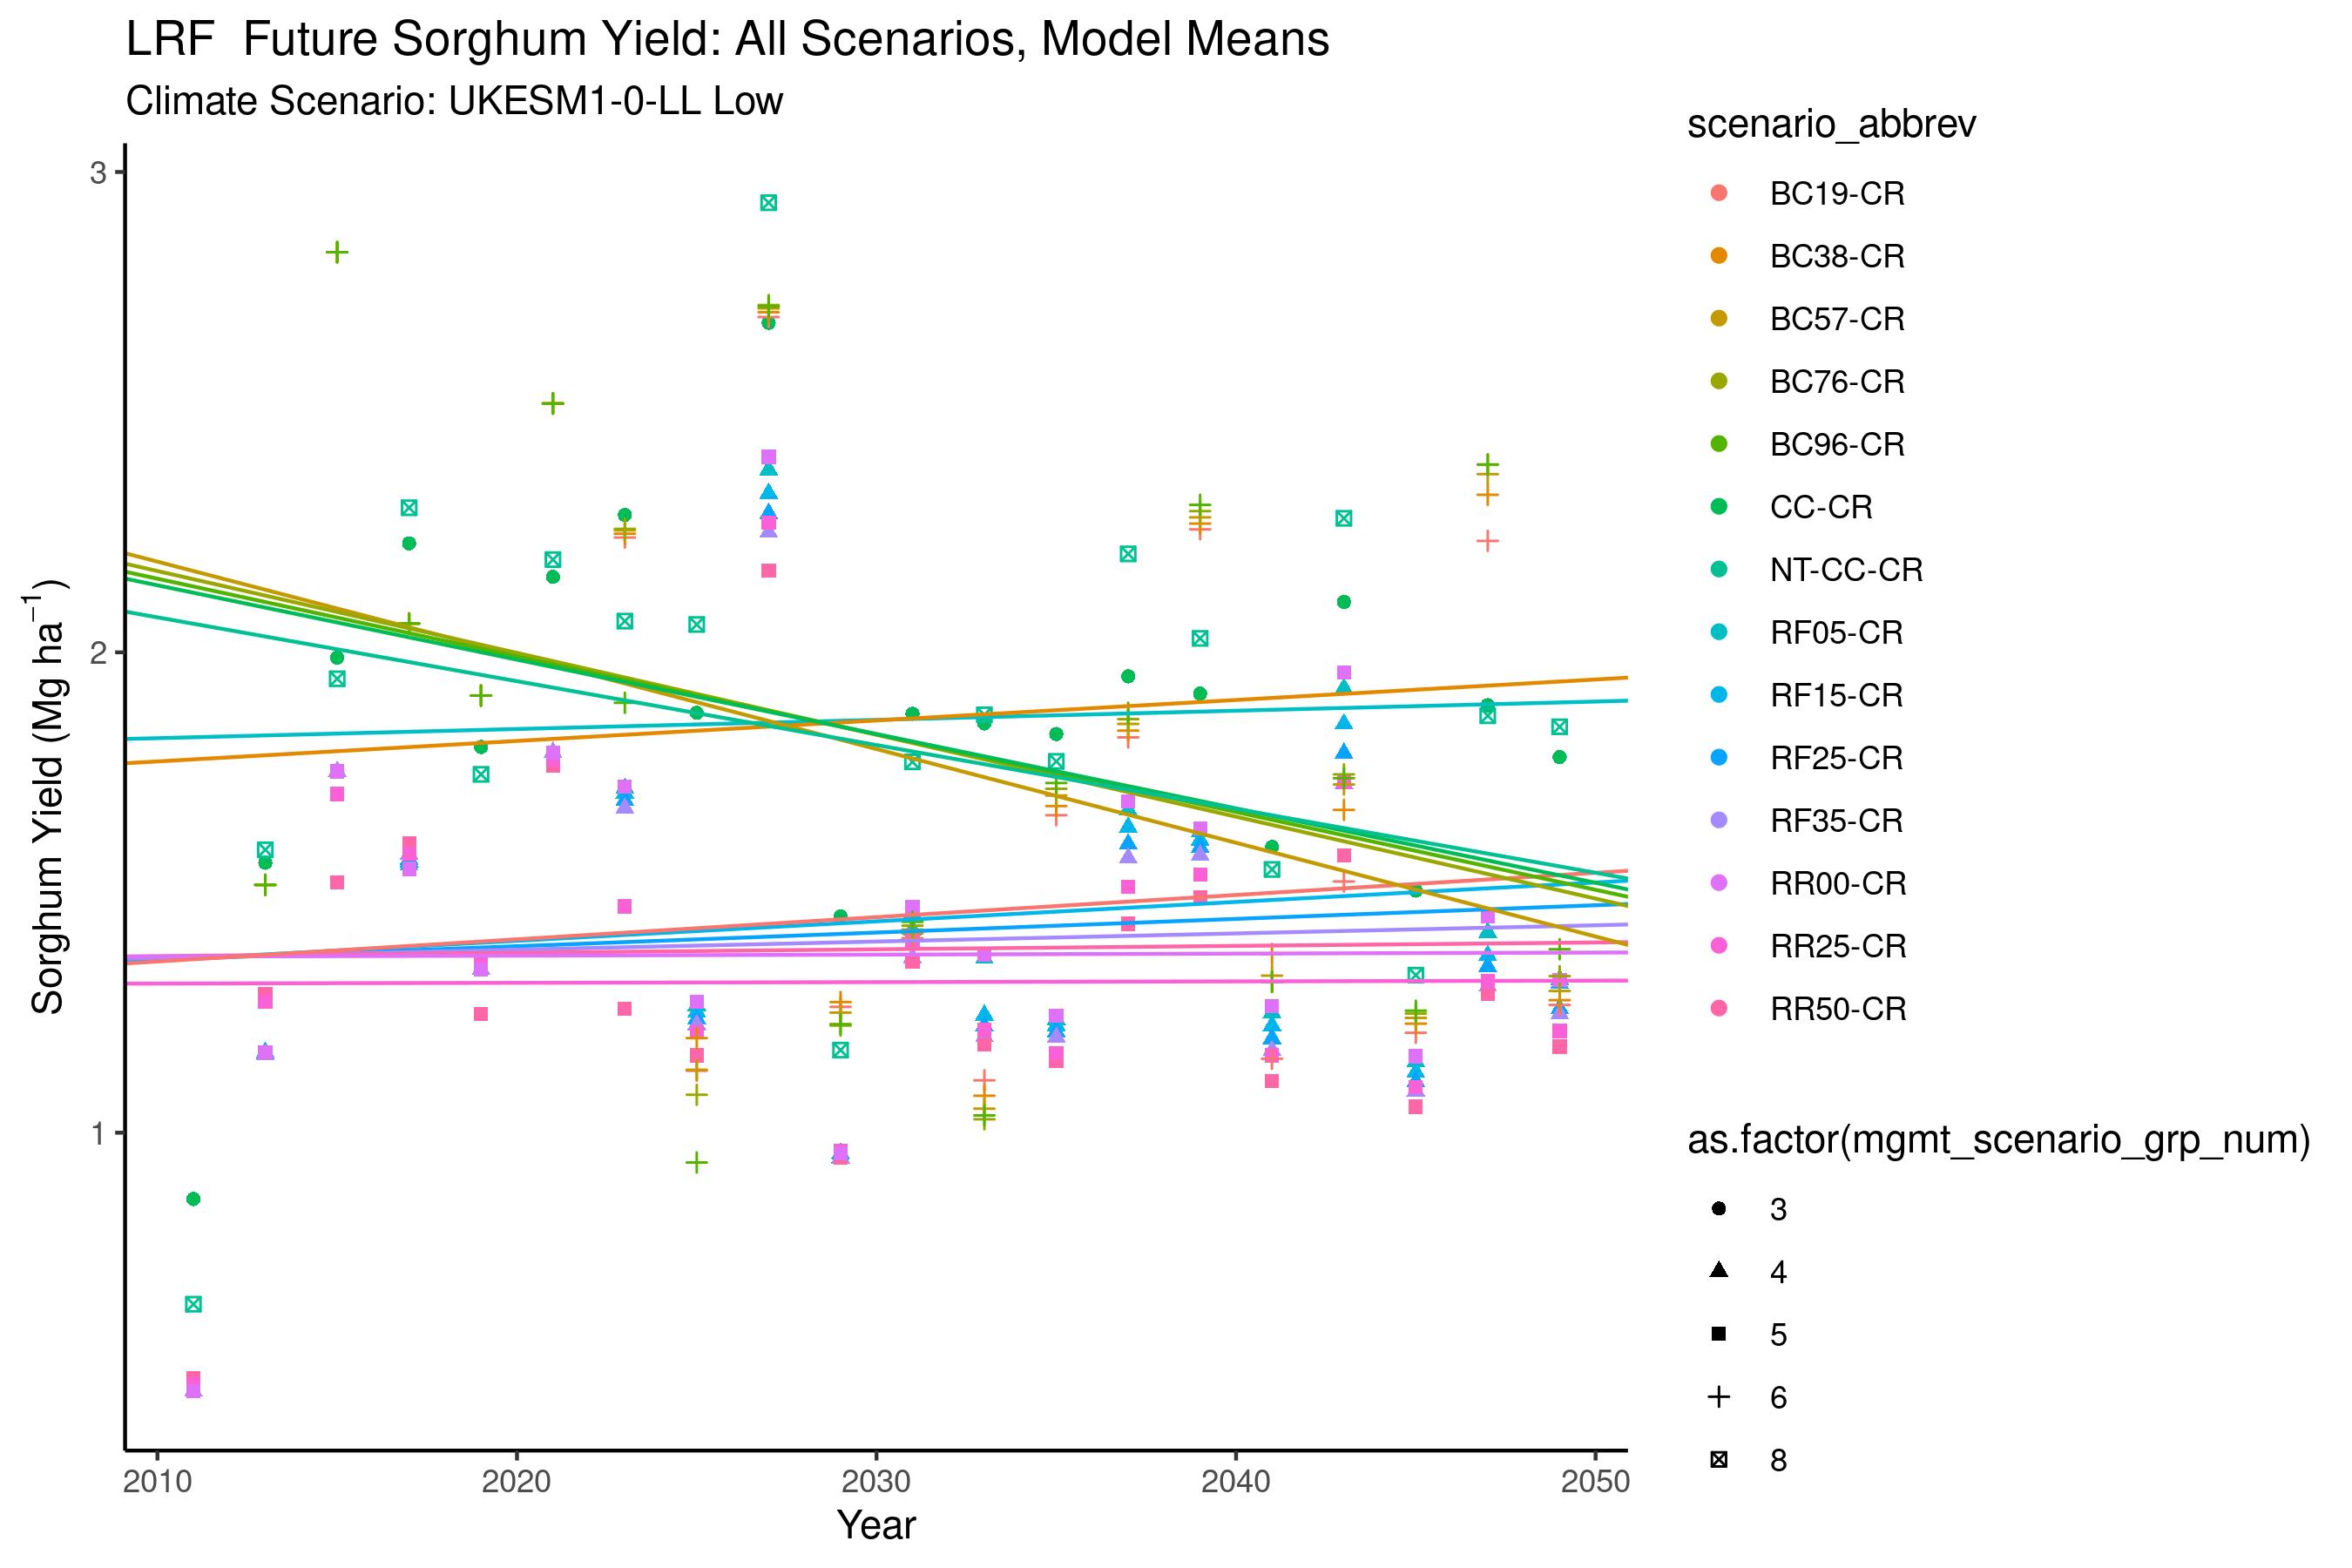 LRF  Future Sorghum Yield: All Scenarios, Model Means
Climate Scenario: UKESM1-0-LL Low
Sorghum Yield (Mg ha⁻¹)
3
2
1
2010
2020
2030
2040
2050
Year
scenario_abbrev
BC19-CR
BC38-CR
BC57-CR
BC76-CR
BC96-CR
CC-CR
NT-CC-CR
RF05-CR
RF15-CR
RF25-CR
RF35-CR
RR00-CR
RR25-CR
RR50-CR
as.factor(mgmt_scenario_grp_num)
3
4
5
6
8